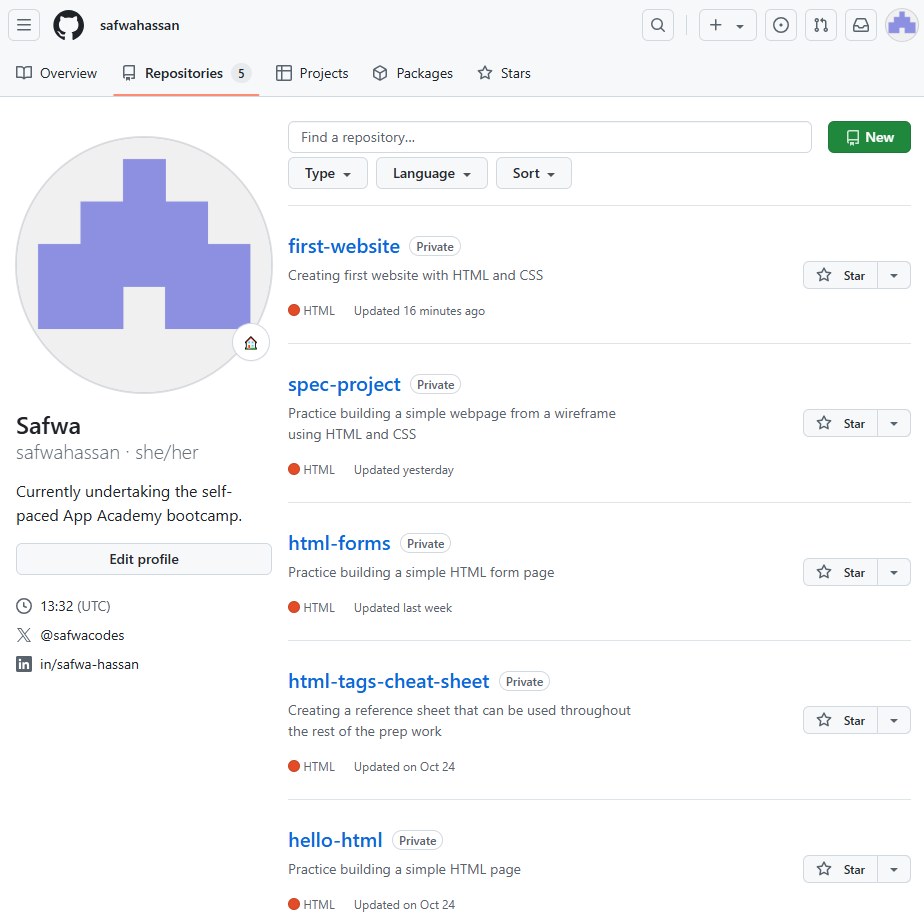 safwahassan
Overview Repositories 5 Projects Packages Stars
Find a repository... New
Type Language Sort
first-website Private
Creating first website with HTML and CSS
Star
HTML Updated 16 minutes ago
spec-project Private
Practice building a simple webpage from a wireframe
using HTML and CSS
Star
HTML Updated yesterday
html-forms Private
Practice building a simple HTML form page
Star
HTML Updated last week
html-tags-cheat-sheet Private
Creating a reference sheet that can be used throughout
the rest of the prep work
Star
HTML Updated on Oct 24
hello-html Private
Practice building a simple HTML page
Star
HTML Updated on Oct 24
Safwa
safwahassan · she/her
Currently undertaking the self-
paced App Academy bootcamp.
Edit profile
13:32 (UTC)
@safwacodes
in/safwa-hassan